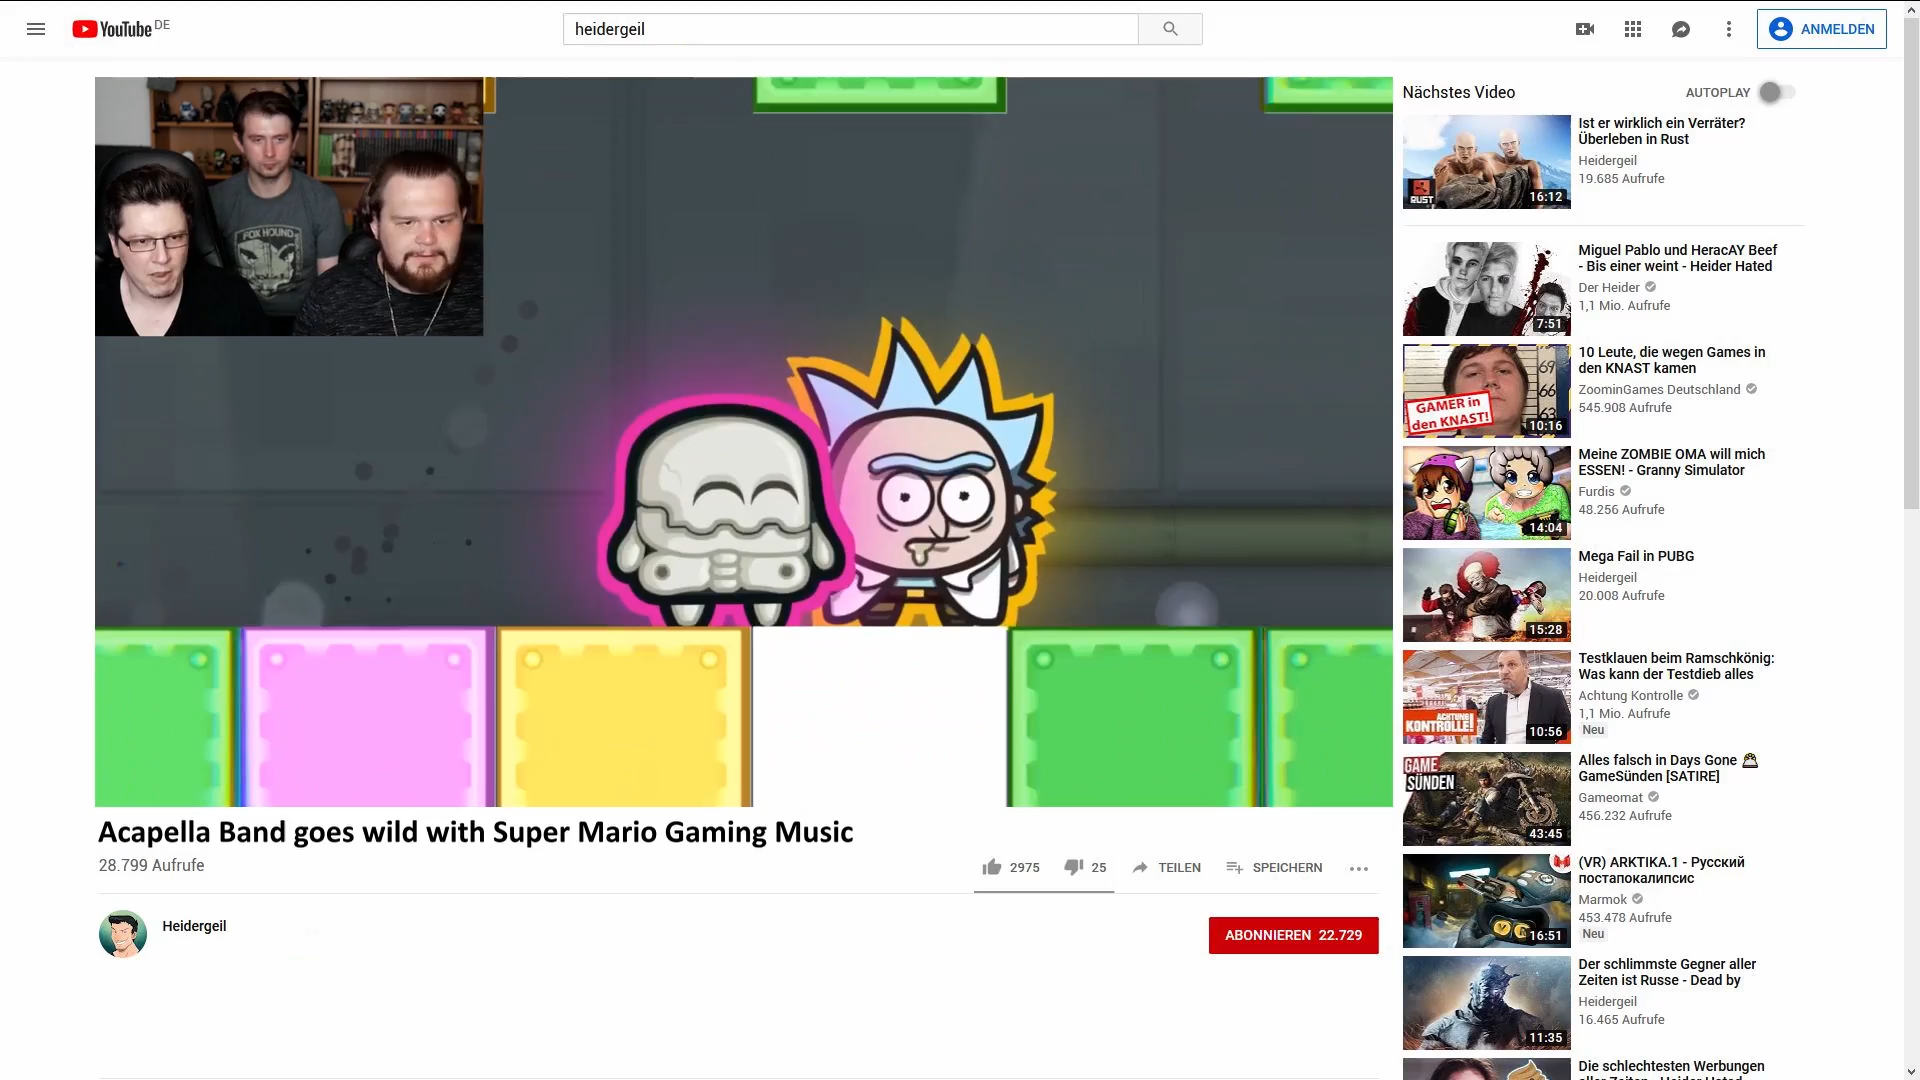 YouTube DE
heidergeil
ANMELDEN
FOX HOUND
Acapella Band goes wild with Super Mario Gaming Music
28.799 Aufrufe
2975
25
TEILEN
SPEICHERN
Heidergeil
ABONNIEREN 22.729
Nächstes Video
AUTOPLAY
RUST
16:12
Ist er wirklich ein Verräter?
Überleben in Rust
Heidergeil
19.685 Aufrufe
7:51
Miguel Pablo und HeracAY Beef
- Bis einer weint - Heider Hated
Der Heider
1,1 Mio. Aufrufe
69
66
63
GAMER in
den KNAST!
10:16
10 Leute, die wegen Games in
den KNAST kamen
ZoominGames Deutschland
545.908 Aufrufe
14:04
Meine ZOMBIE OMA will mich
ESSEN! - Granny Simulator
Furdis
48.256 Aufrufe
15:28
Mega Fail in PUBG
Heidergeil
20.008 Aufrufe
ACHTUNG
KONTROLLE!
10:56
Testklauen beim Ramschkönig:
Was kann der Testdieb alles
Achtung Kontrolle
1,1 Mio. Aufrufe
Neu
GAME
SÜNDEN
43:45
Alles falsch in Days Gone
GameSünden [SATIRE]
Gameomat
456.232 Aufrufe
16:51
(VR) ARKTIKA.1 - Русский
постапокалипсис
Marmok
453.478 Aufrufe
Neu
11:35
Der schlimmste Gegner aller
Zeiten ist Russe - Dead by
Heidergeil
16.465 Aufrufe
Die schlechtesten Werbungen
aller Zeiten - Heider Hated